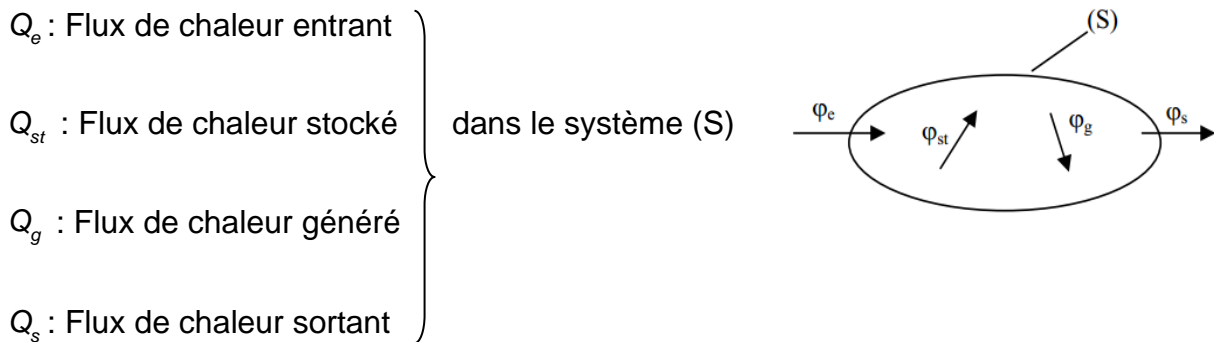 Qe : Flux de chaleur entrant
Qst : Flux de chaleur stocké
dans le système (S)
Qg : Flux de chaleur généré
Qs : Flux de chaleur sortant
(S)
φe
φst
φg
φs